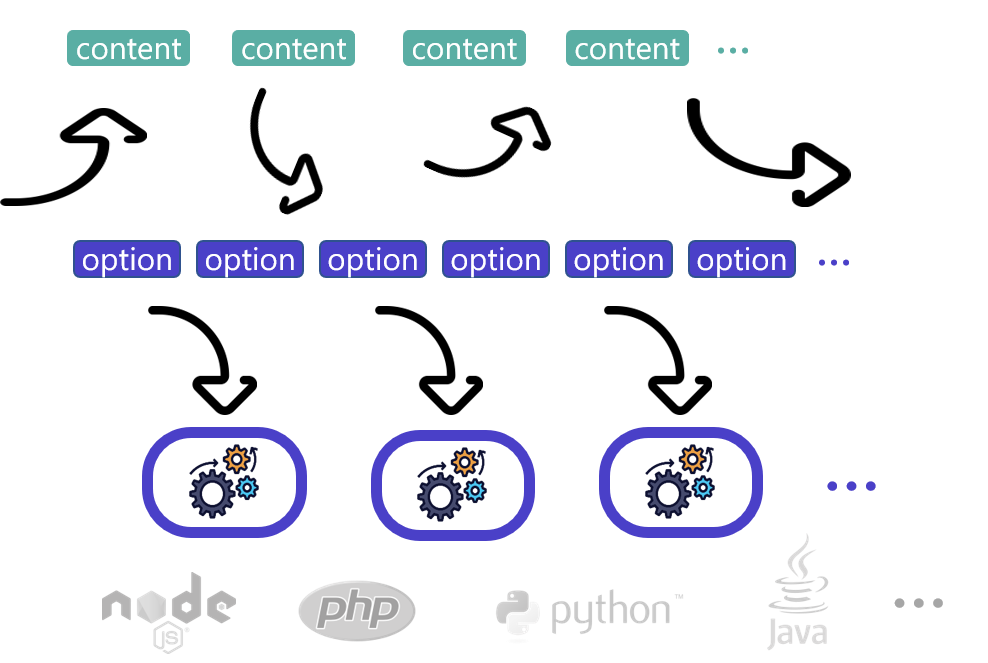 content content content content ...
option option option option option option ...
node php python™ Java ...
JS